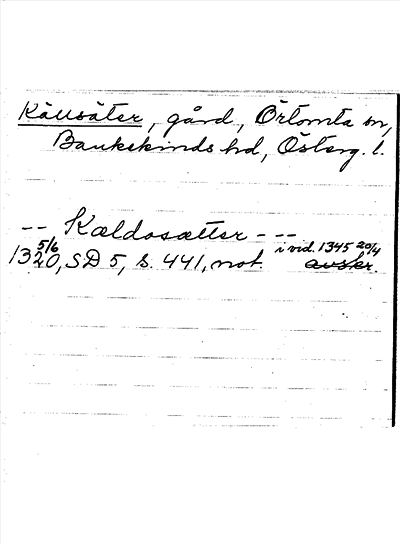 Källsäter, gård, Örtomta sn,
Bankekinds hd, Österg. l.
-- Kældosætter ---
1320 5/6, SD 5, s. 441, not. i vid. 1345 20/4
avskr.